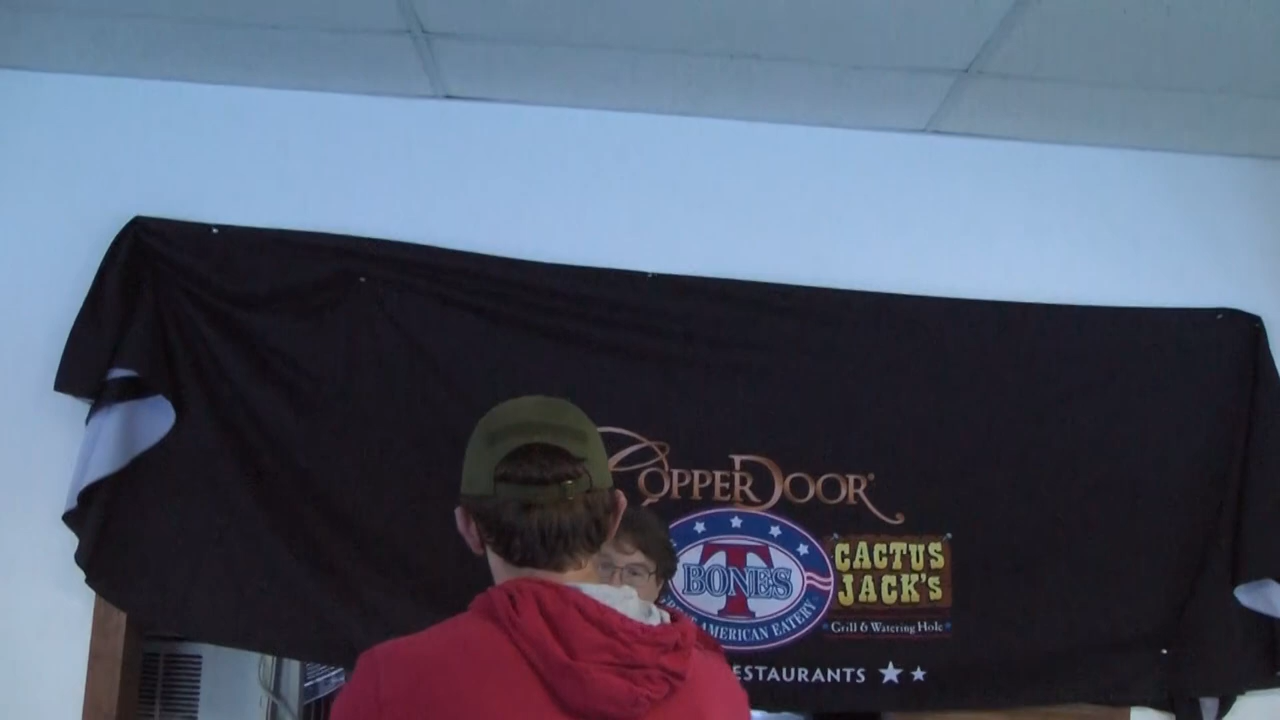 COPPER DOOR
T
BONES
AMERICAN EATERY
CACTUS
JACK'S
Grill & Watering Hole
ESTAURANTS